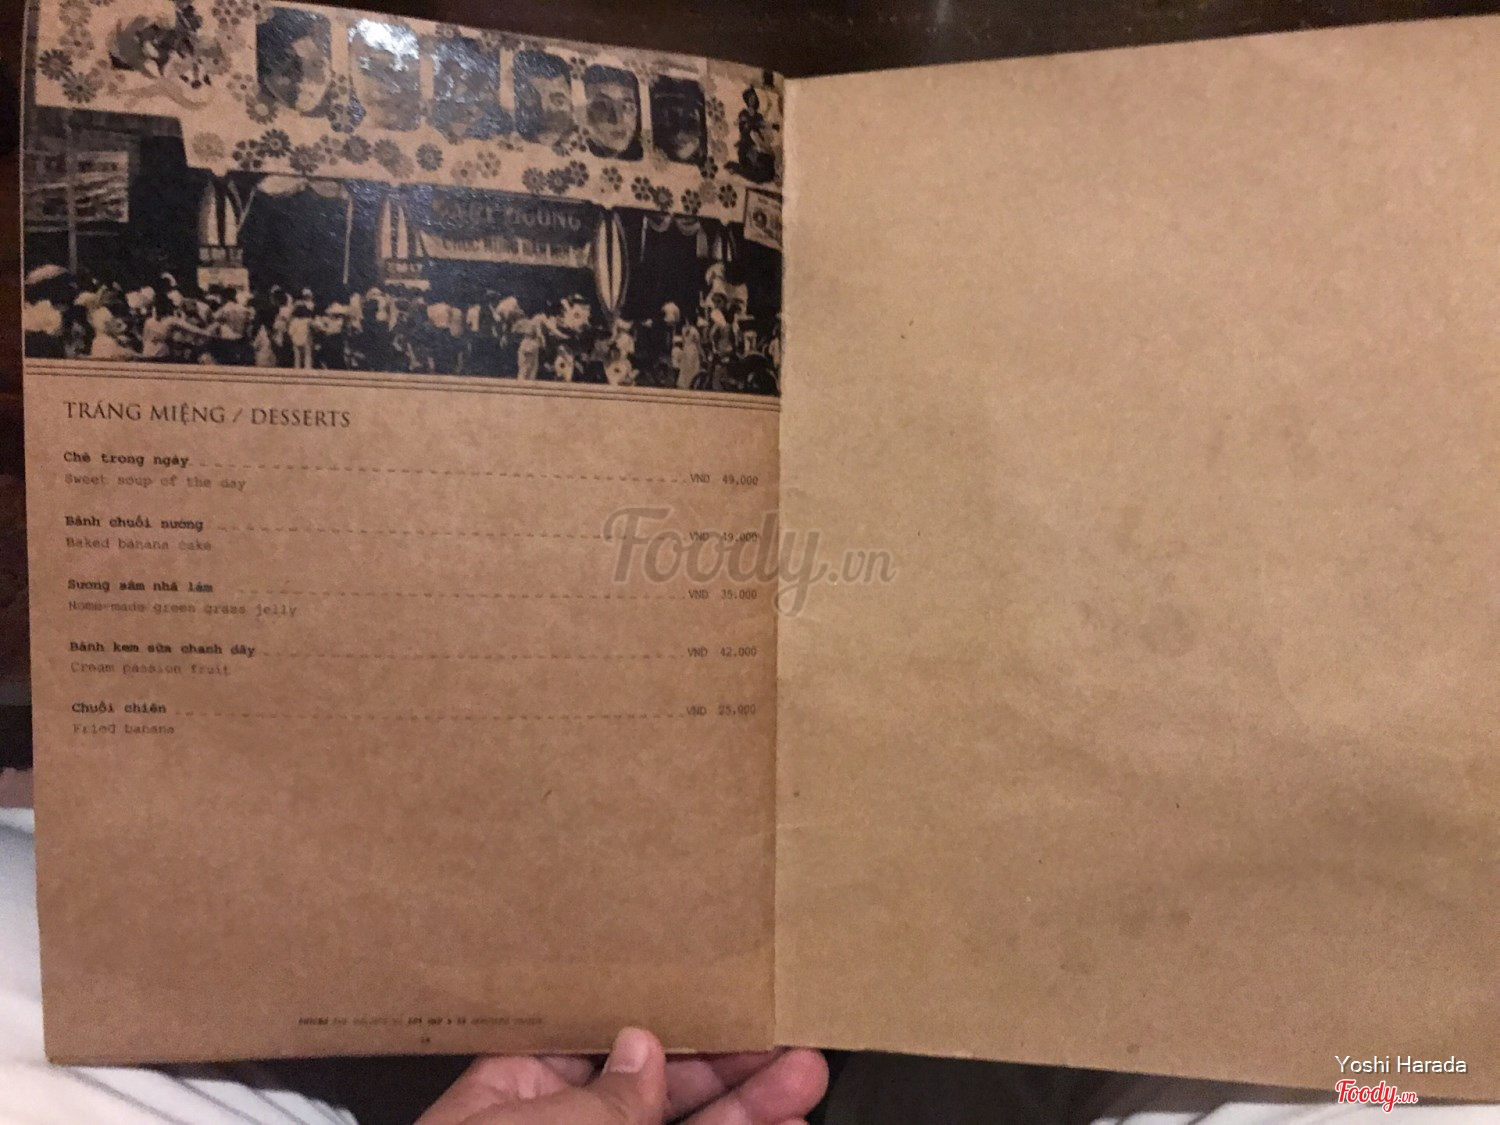 TRÁNG MIỆNG / DESSERTS
Chè trong ngày VND 49,000
Sweet soup of the day
Bánh chuối nướng VND 49,000
Baked banana cake
Sương sâm nhà làm VND 35.000
Home-made green grass jelly
Bánh kem sữa chanh dây VND 42.000
Cream passion fruit
Chuối chiên VND 25.000
Fried banana
Foody.vn
Yoshi Harada
Foody.vn